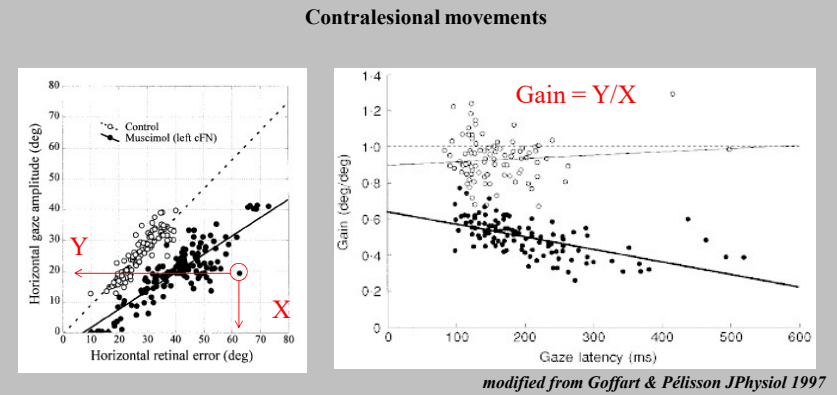 Contralesional movements
80
70
60
50
40
30
20
10
0
Horizontal gaze amplitude (deg)
Control
Muscimol (left cFN)
Y
X
0 10 20 30 40 50 60 70 80
Horizontal retinal error (deg)
1·4
1·2
1·0
0·8
0·6
0·4
0·2
0
Gain (deg/deg)
Gain = Y/X
0 100 200 300 400 500 600
Gaze latency (ms)
modified from Goffart & Pélisson JPhysiol 1997